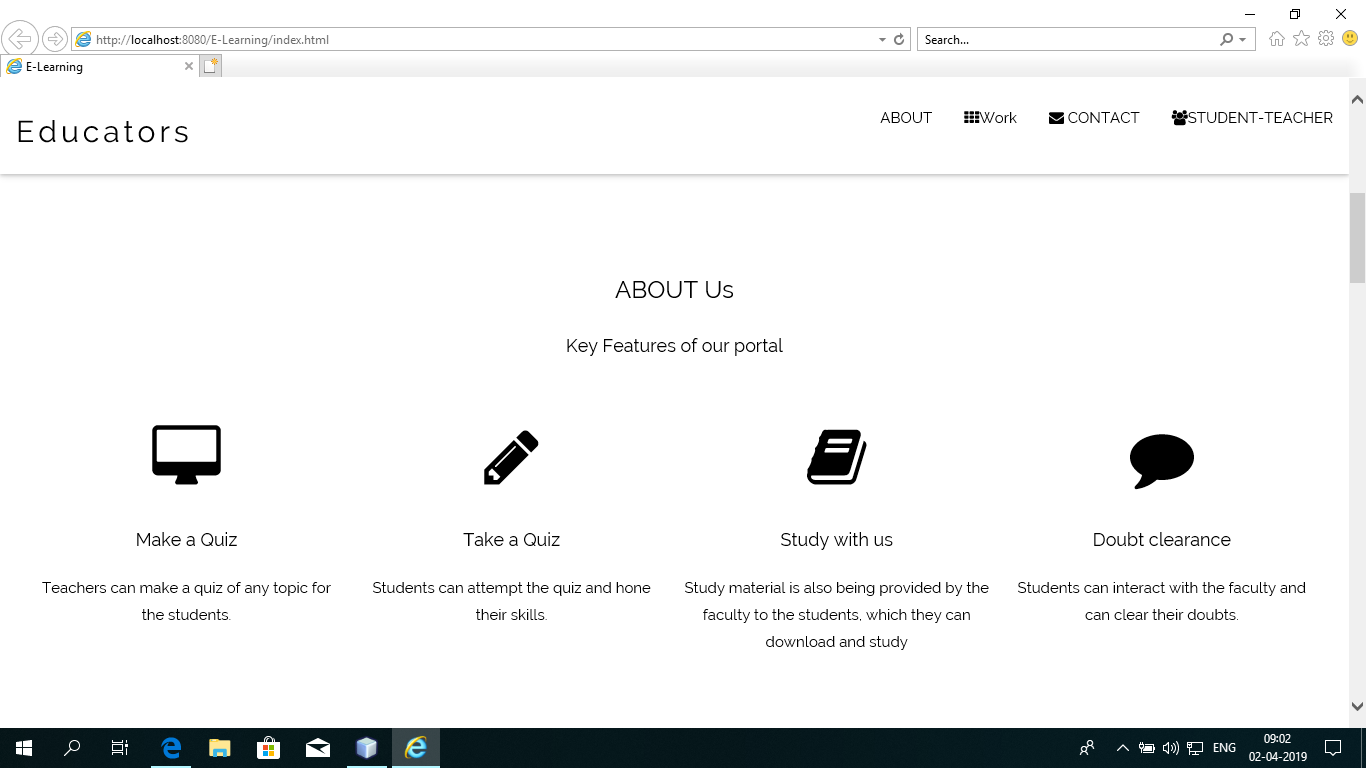 http://localhost:8080/E-Learning/index.html
Search...
E-Learning
Educators
ABOUT Work CONTACT STUDENT-TEACHER
ABOUT Us
Key Features of our portal
Make a Quiz
Teachers can make a quiz of any topic for
the students.
Take a Quiz
Students can attempt the quiz and hone
their skills.
Study with us
Study material is also being provided by the
faculty to the students, which they can
download and study
Doubt clearance
Students can interact with the faculty and
can clear their doubts.
ENG
09:02
02-04-2019